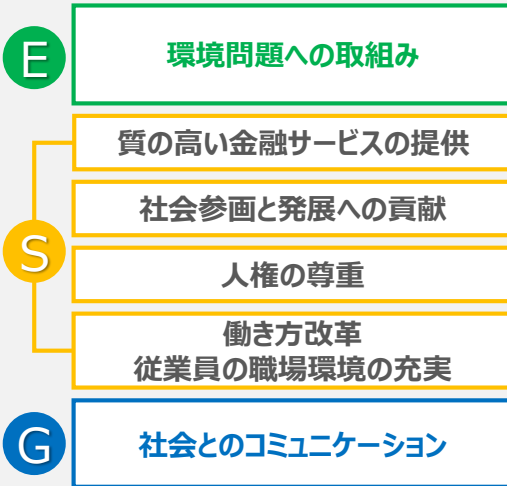 E
環境問題への取組み
質の高い金融サービスの提供
社会参画と発展への貢献
S
人権の尊重
働き方改革
従業員の職場環境の充実
G
社会とのコミュニケーション